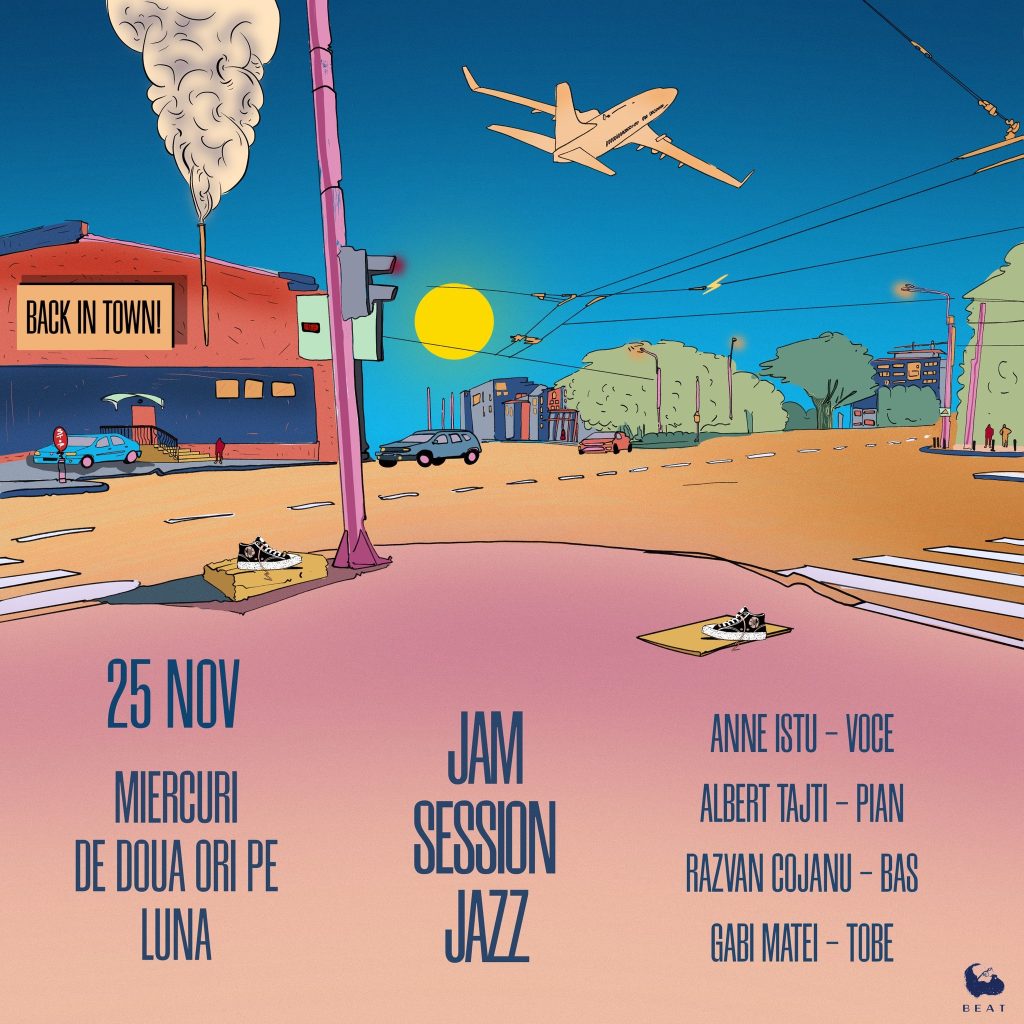 BACK IN TOWN!
25 NOV
MIERCURI
DE DOUA ORI PE
LUNA
JAM
SESSION
JAZZ
ANNE ISTU – VOCE
ALBERT TAJTI – PIAN
RAZVAN COJANU – BAS
GABI MATEI – TOBE
BEAT